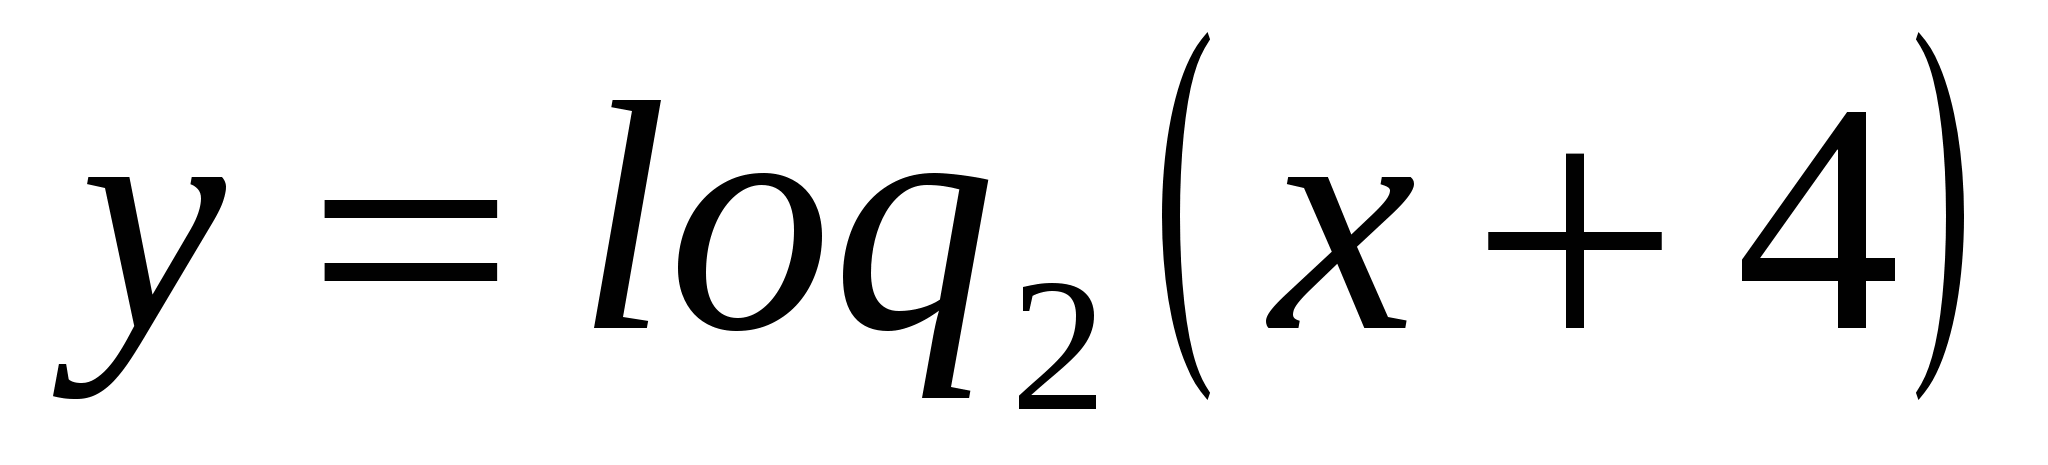 y = loq₂ (x + 4)